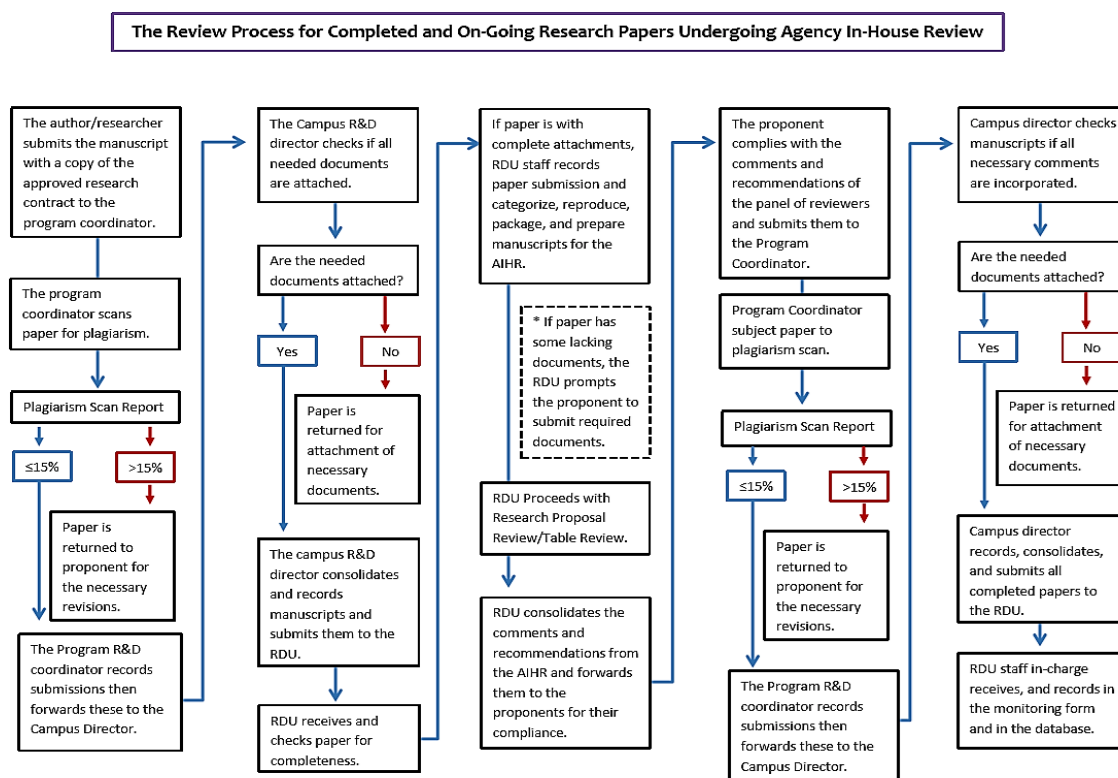 The Review Process for Completed and On-Going Research Papers Undergoing Agency In-House Review
The author/researcher
submits the manuscript
with a copy of the
approved research
contract to the
program coordinator.
The program
coordinator scans
paper for plagiarism.
Plagiarism Scan Report
≤15%
>15%
Paper is
returned to
proponent for
the necessary
revisions.
The Program R&D
coordinator records
submissions then
forwards these to the
Campus Director.
The Campus R&D
director checks if all
needed documents
are attached.
Are the needed
documents attached?
Yes
No
Paper is
returned for
attachment of
necessary
documents.
The campus R&D
director consolidates
and records
manuscripts and
submits them to the
RDU.
RDU receives and
checks paper for
completeness.
If paper is with
complete attachments,
RDU staff records
paper submission and
categorize, reproduce,
package, and prepare
manuscripts for the
AIHR.
* If paper has
some lacking
documents, the
RDU prompts
the proponent to
submit required
documents.
RDU Proceeds with
Research Proposal
Review/Table Review.
RDU consolidates the
comments and
recommendations from
the AIHR and forwards
them to the
proponents for their
compliance.
The proponent
complies with the
comments and
recommendations of
the panel of reviewers
and submits them to
the Program
Coordinator.
Program Coordinator
subject paper to
plagiarism scan.
Plagiarism Scan Report
≤15%
>15%
Paper is
returned to
proponent for
the necessary
revisions.
The Program R&D
coordinator records
submissions then
forwards these to the
Campus Director.
Campus director checks
manuscripts if all
necessary comments
are incorporated.
Are the needed
documents attached?
Yes
No
Paper is returned
for attachment of
necessary
documents.
Campus director
records, consolidates,
and submits all
completed papers to
the RDU.
RDU staff in-charge
receives, and records in
the monitoring form
and in the database.